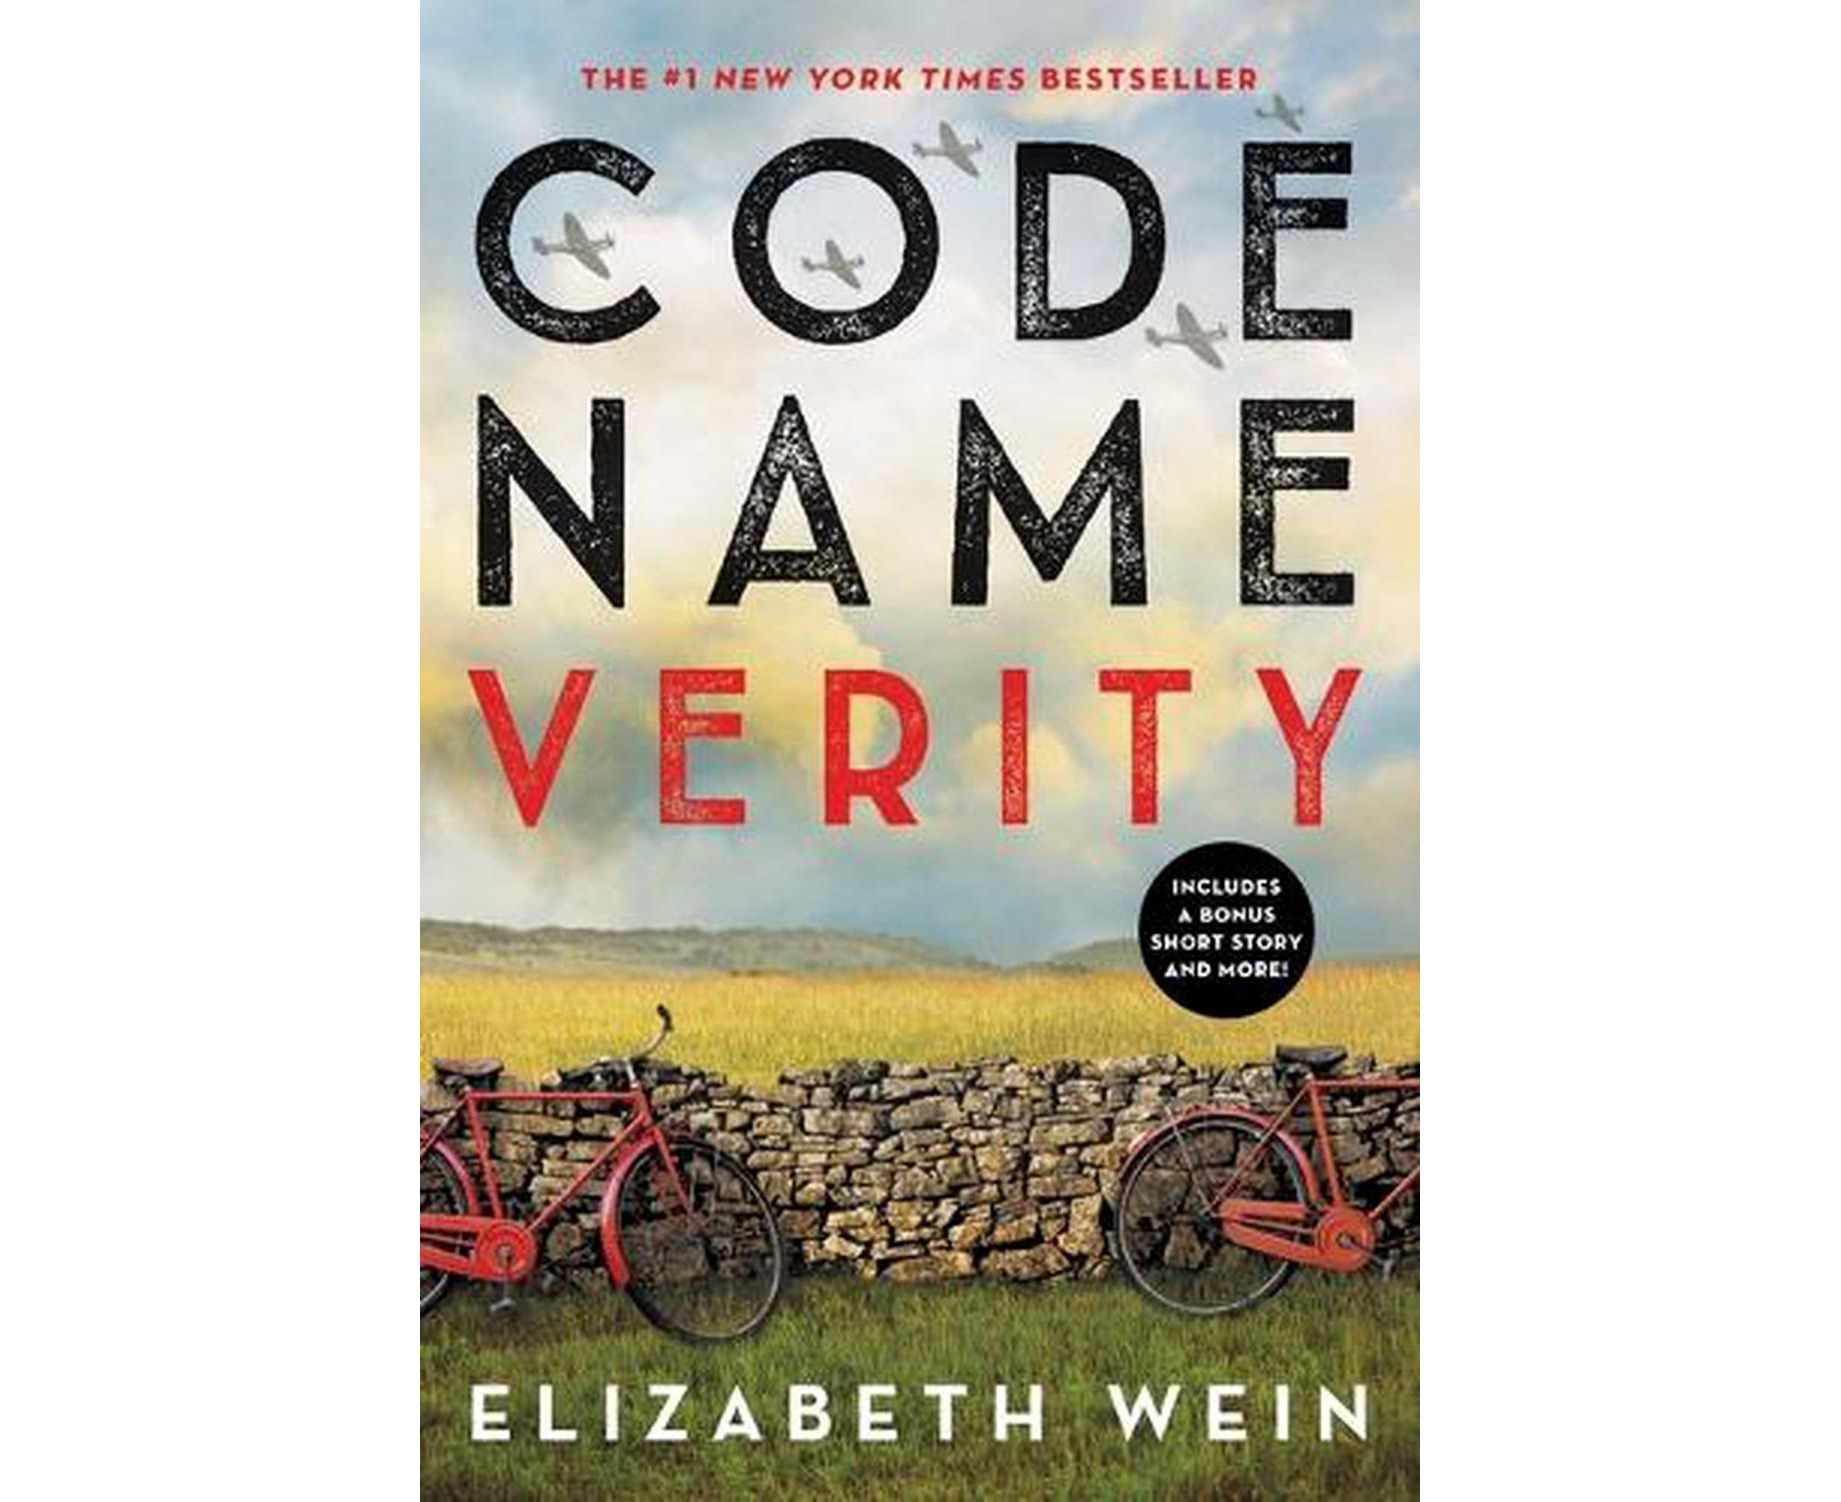 THE #1 NEW YORK TIMES BESTSELLER
CODE
NAME
VERITY
INCLUDES
A BONUS
SHORT STORY
AND MORE!
ELIZABETH WEIN